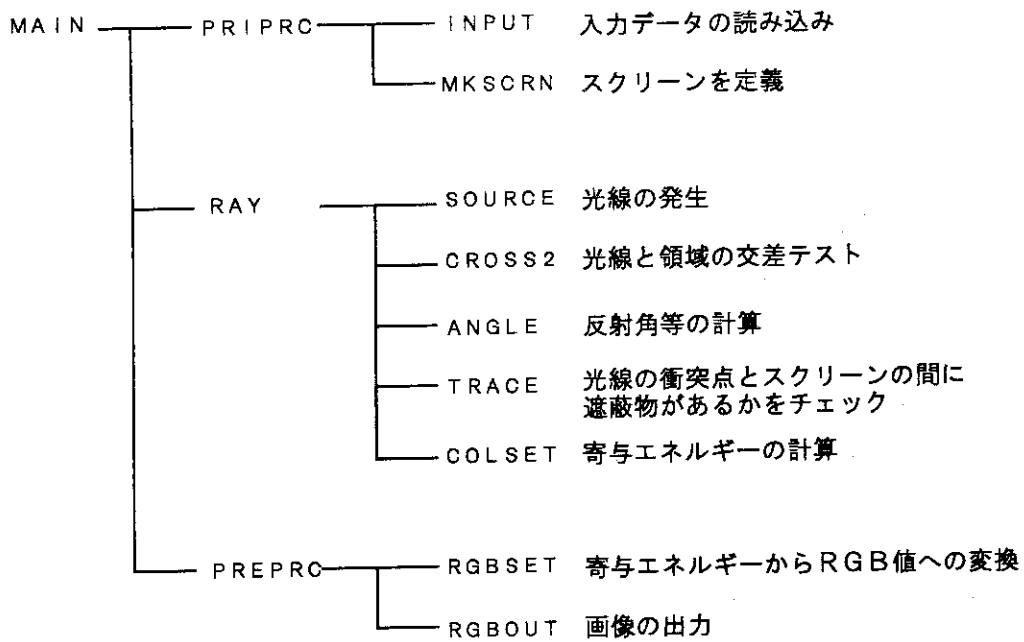 MAIN PRIPRC INPUT 入力データの読み込み
MKSCRN スクリーンを定義
RAY SOURCE 光線の発生
CROSS2 光線と領域の交差テスト
ANGLE 反射角等の計算
TRACE 光線の衝突点とスクリーンの間に
遮蔽物があるかをチェック
COLSET 寄与エネルギーの計算
PREPRC RGBSET 寄与エネルギーからRGB値への変換
RGBOUT 画像の出力